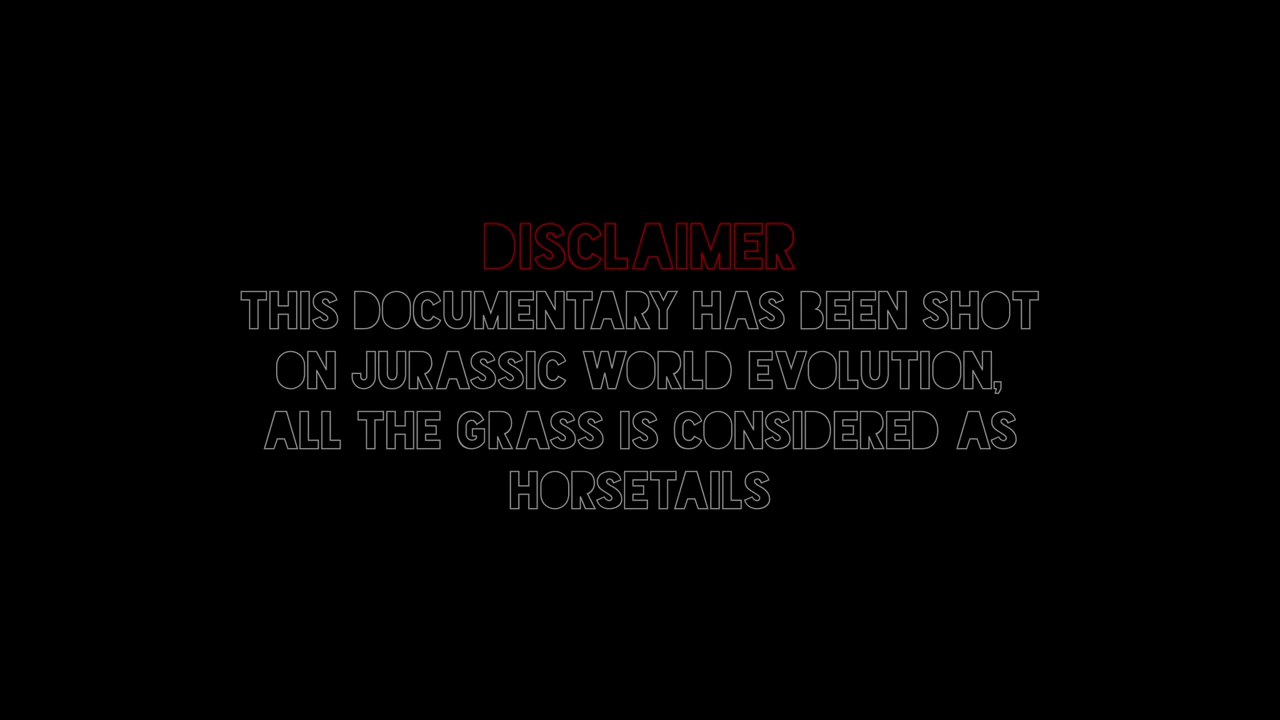 DISCLAIMER
THIS DOCUMENTARY HAS BEEN SHOT
ON JURASSIC WORLD EVOLUTION,
ALL THE GRASS IS CONSIDERED AS
HORSETAILS